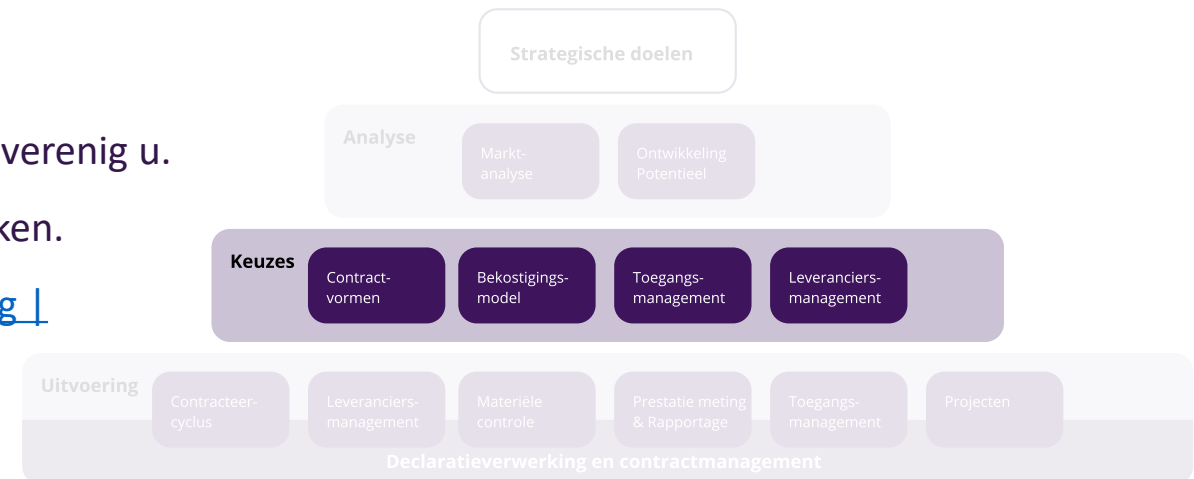 Strategische doelen
Analyse
Markt-
analyse
Ontwikkeling
Potentieel
verenig u.
ken.
g |
Keuzes
Contract-
vormen
Bekostigings-
model
Toegangs-
management
Leveranciers-
management
Uitvoering
Contracteer-
cyclus
Leveranciers-
management
Materiële
controle
Prestatie meting
& Rapportage
Toegangs-
management
Projecten
Declaratieverwerking en contractmanagement